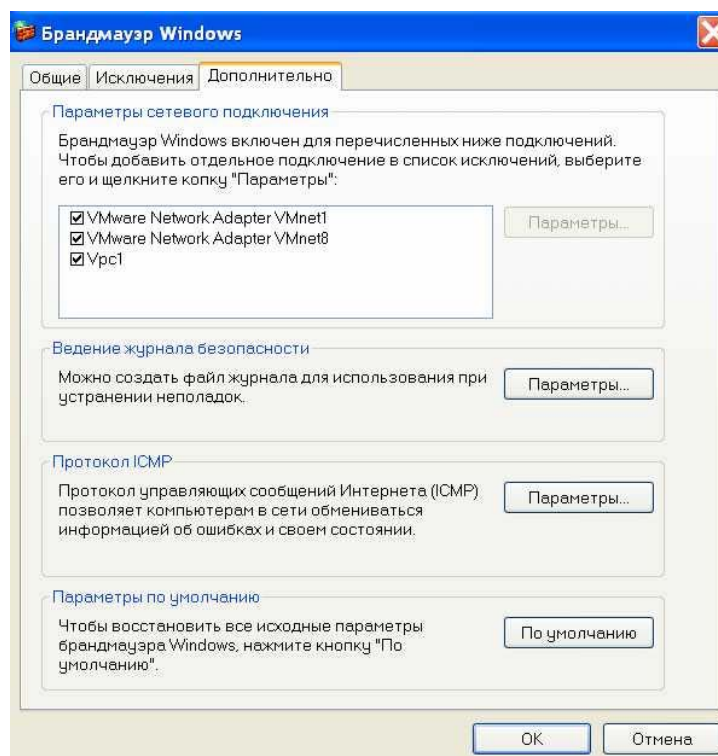 Брандмауэр Windows
Общие Исключения Дополнительно
Параметры сетевого подключения
Брандмауэр Windows включен для перечисленных ниже подключений.
Чтобы добавить отдельное подключение в список исключений, выберите
его и щелкните копку "Параметры":
VMware Network Adapter VMnet1
VMware Network Adapter VMnet8
Vpc1
Параметры...
Ведение журнала безопасности
Можно создать файл журнала для использования при
устранении неполадок.
Параметры...
Протокол ICMP
Протокол управляющих сообщений Интернета (ICMP)
позволяет компьютерам в сети обмениваться
информацией об ошибках и своем состоянии.
Параметры...
Параметры по умолчанию
Чтобы восстановить все исходные параметры
брандмауэра Windows, нажмите кнопку "По
умолчанию".
По умолчанию
ОК Отмена